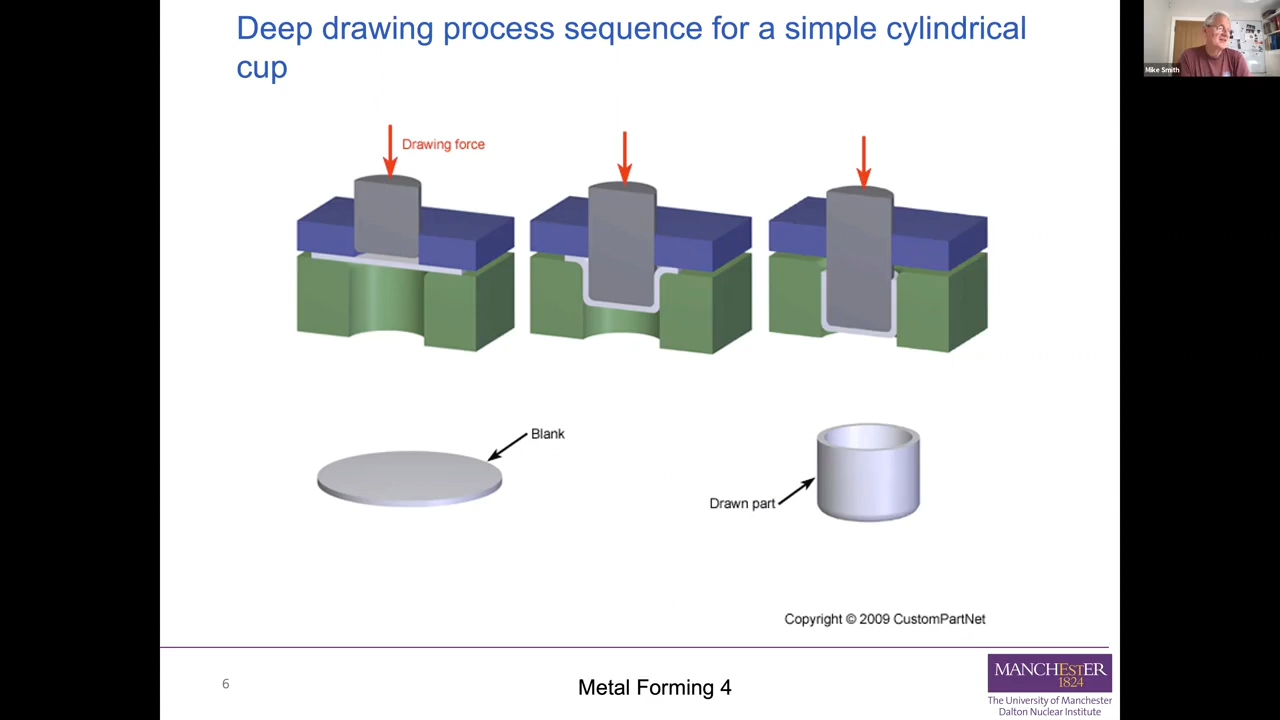 Deep drawing process sequence for a simple cylindrical
cup
Mike Smith
Drawing force
Blank
Drawn part
Copyright © 2009 CustomPartNet
6
Metal Forming 4
MANCHESTER
1824
The University of Manchester
Dalton Nuclear Institute